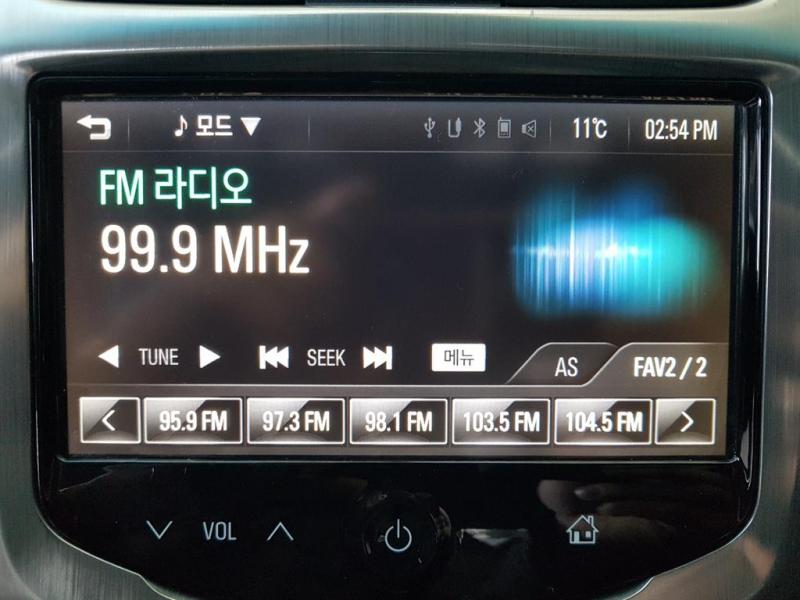 모드 11℃ 02:54 PM
FM 라디오
99.9 MHz
TUNE SEEK 메뉴 AS FAV2 / 2
95.9 FM 97.3 FM 98.1 FM 103.5 FM 104.5 FM
VOL